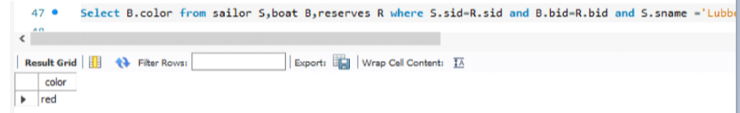 47 Select B.color from sailor S,boat B,reserves R where S.sid=R.sid and B.bid=R.bid and S.sname ='Lubbe
Result Grid Filter Rows: Export: Wrap Cell Content: IA
color
red